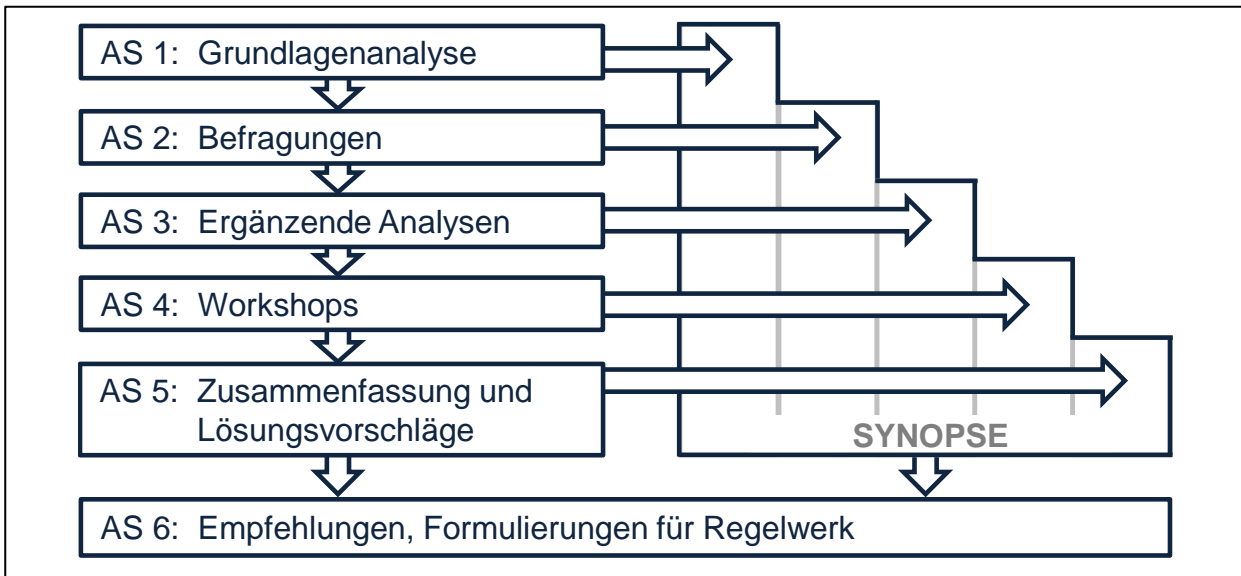 AS 1: Grundlagenanalyse
AS 2: Befragungen
AS 3: Ergänzende Analysen
AS 4: Workshops
AS 5: Zusammenfassung und
Lösungsvorschläge
SYNOPSE
AS 6: Empfehlungen, Formulierungen für Regelwerk